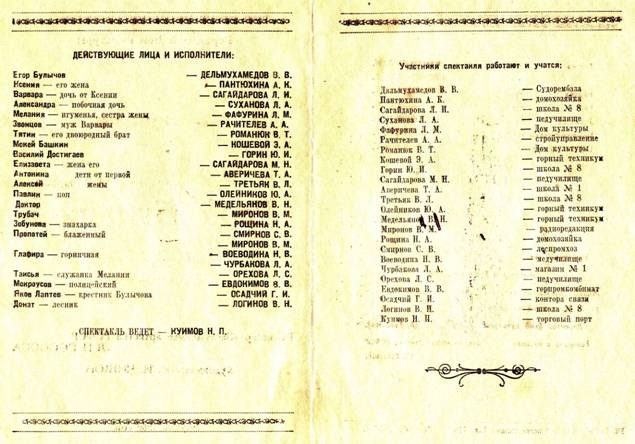 ДЕЙСТВУЮЩИЕ ЛИЦА И ИСПОЛНИТЕЛИ:
Егор Булычов — ДЕЛЬМУХАМЕДОВ В. В.
Ксения — его жена — ПАНТЮХИНА А. К.
Варвара — дочь от Ксении — САГАЙДАРОВА Л. И.
Александра — побочная дочь — СУХАНОВА Л. А.
Мелания — игуменья, сестра жены — ФАФУРИНА Л. М.
Звонцов — муж Варвары — РАЧИТЕЛЕВ А. А.
Тятин — его двоюродный брат — РОМАНЮК В. Т.
Мокей Башкин — КОШЕВОЙ Э. А.
Василий Достигаев — ГОРИН Ю. И.
Елизавета — жена его — САГАЙДАРОВА М. Н.
Антонина дети от первой — АВЕРИЧЕВА Т. А.
Алексей жены — ТРЕТЬЯК В. Л.
Павлин — поп — ОЛЕЙНИКОВ Ю. А.
Доктор — МЕДЕЛЬЯНОВ В. Н.
Трубач — МИРОНОВ В. М.
Зобунова — знахарка — РОЩИНА Н. А.
Пропотей — блаженный — СМИРНОВ С. В.
МИРОНОВ В. М.
Глафира — горничная — ВОЕВОДИНА Н. В.
— ЧУРБАКОВА Л. А.
Таисья — служанка Мелании — ОРЕХОВА Л. С.
Мокроусов — полицейский — ЕВДОКИМОВ В. В.
Яков Лаптев — крестник Булычова — ОСАДЧИЙ Г. И.
Донат — лесник — ЛОГИНОВ В. Н.
СПЕКТАКЛЬ ВЕДЕТ — КУИМОВ Н. П.
Участники спектакля работают и учатся:
Дальмухамедов В. В. — Судорембаза
Пантюхина А. К. — домохозяйка
Сагайдарова Л. И. — школа № 8
Суханова Л. А. — педучилище
Фафурина Л. М. — Дом культуры
Рачителев А. А. — стройуправление
Романюк В. Т. — Дом культуры
Кошевой Э. А. — горный техникум
Горин Ю. И. — школа № 8
Сагайдарова М. Н. — педучилище
Аверичева Т. А. — школа № 1
Третьяк В. Л. — школа № 8
Олейников Ю. А. — горный техникум
Медельянов В. Н. — горный техникум
Миронов В. М. — радиоредакция
Рощина Н. А. — домохозяйка
Смирнов С. В. — леспромхоз
Воеводина Н. В. — медучилище
Чурбакова Л. А. — магазин № 1
Орехова Л. С. — педучилище
Евдокимов В. В. — горпромкомбинат
Осадчий Г. И. — контора связи
Логинов В. Н. — школа № 8
Куимов Н. П. — торговый порт